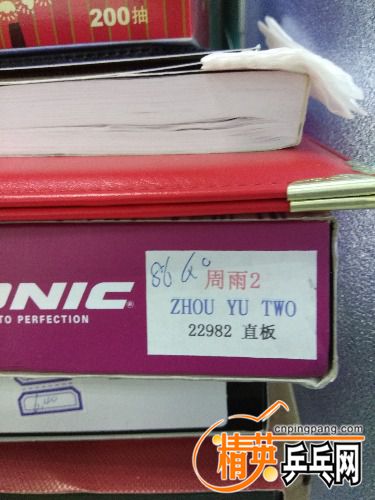 200抽
ONIC®
TO PERFECTION
周雨2
ZHOU YU TWO
22982 直板
cnpingpang.com
精英乒乓网